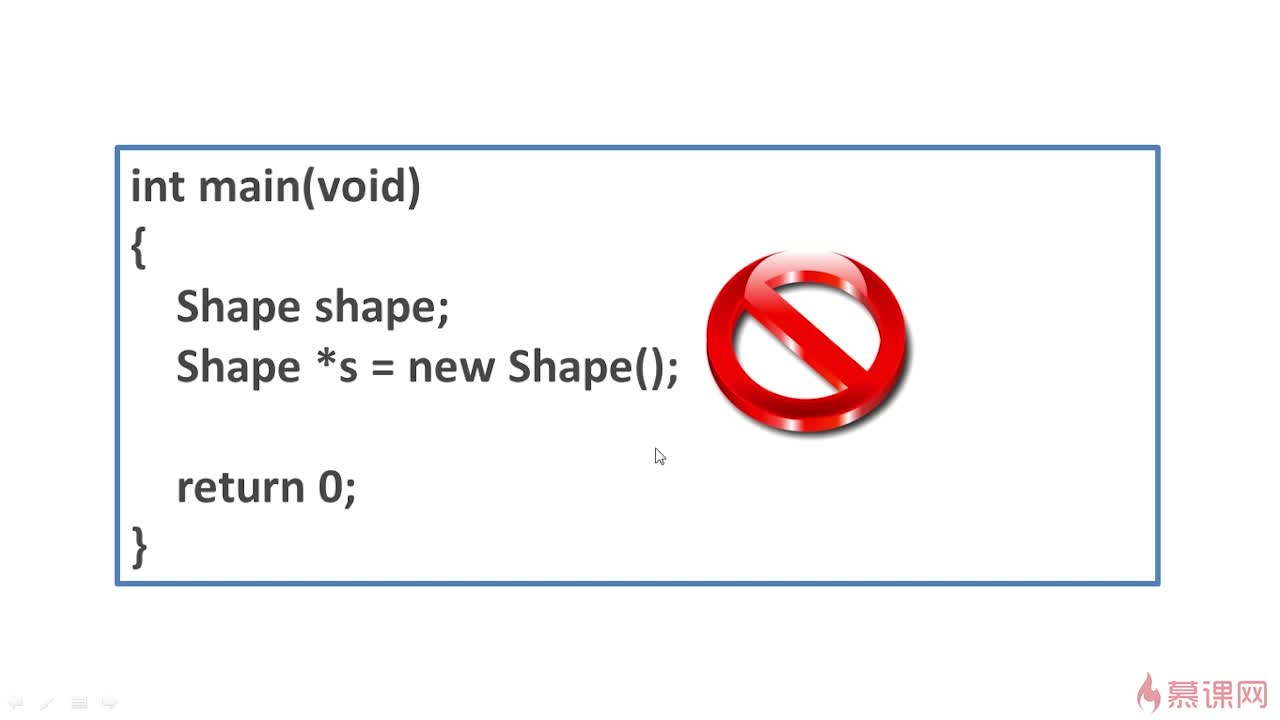 int main(void)
{
Shape shape;
Shape *s = new Shape();
return 0;
}
慕课网